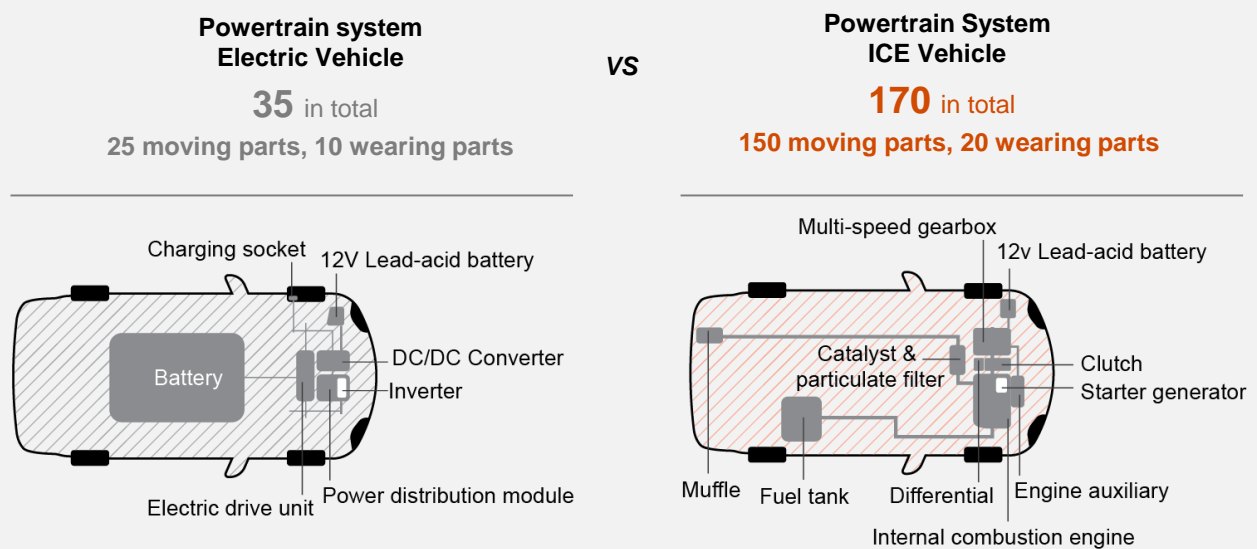 Powertrain system
Electric Vehicle
35 in total
25 moving parts, 10 wearing parts
VS
Powertrain System
ICE Vehicle
170 in total
150 moving parts, 20 wearing parts
Charging socket
12V Lead-acid battery
DC/DC Converter
Battery
Inverter
Electric drive unit
Power distribution module
Multi-speed gearbox
12v Lead-acid battery
Catalyst &
particulate filter
Clutch
Starter generator
Muffle
Fuel tank
Differential
Engine auxiliary
Internal combustion engine